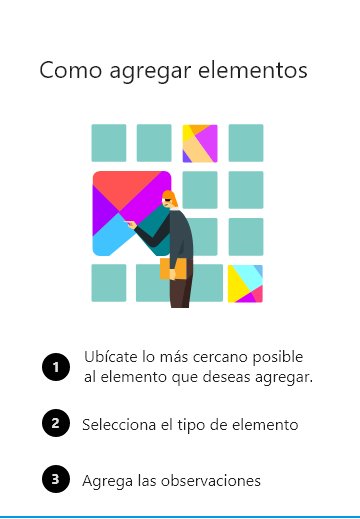 Como agregar elementos
1 Ubícate lo más cercano posible
al elemento que deseas agregar.
2 Selecciona el tipo de elemento
3 Agrega las observaciones